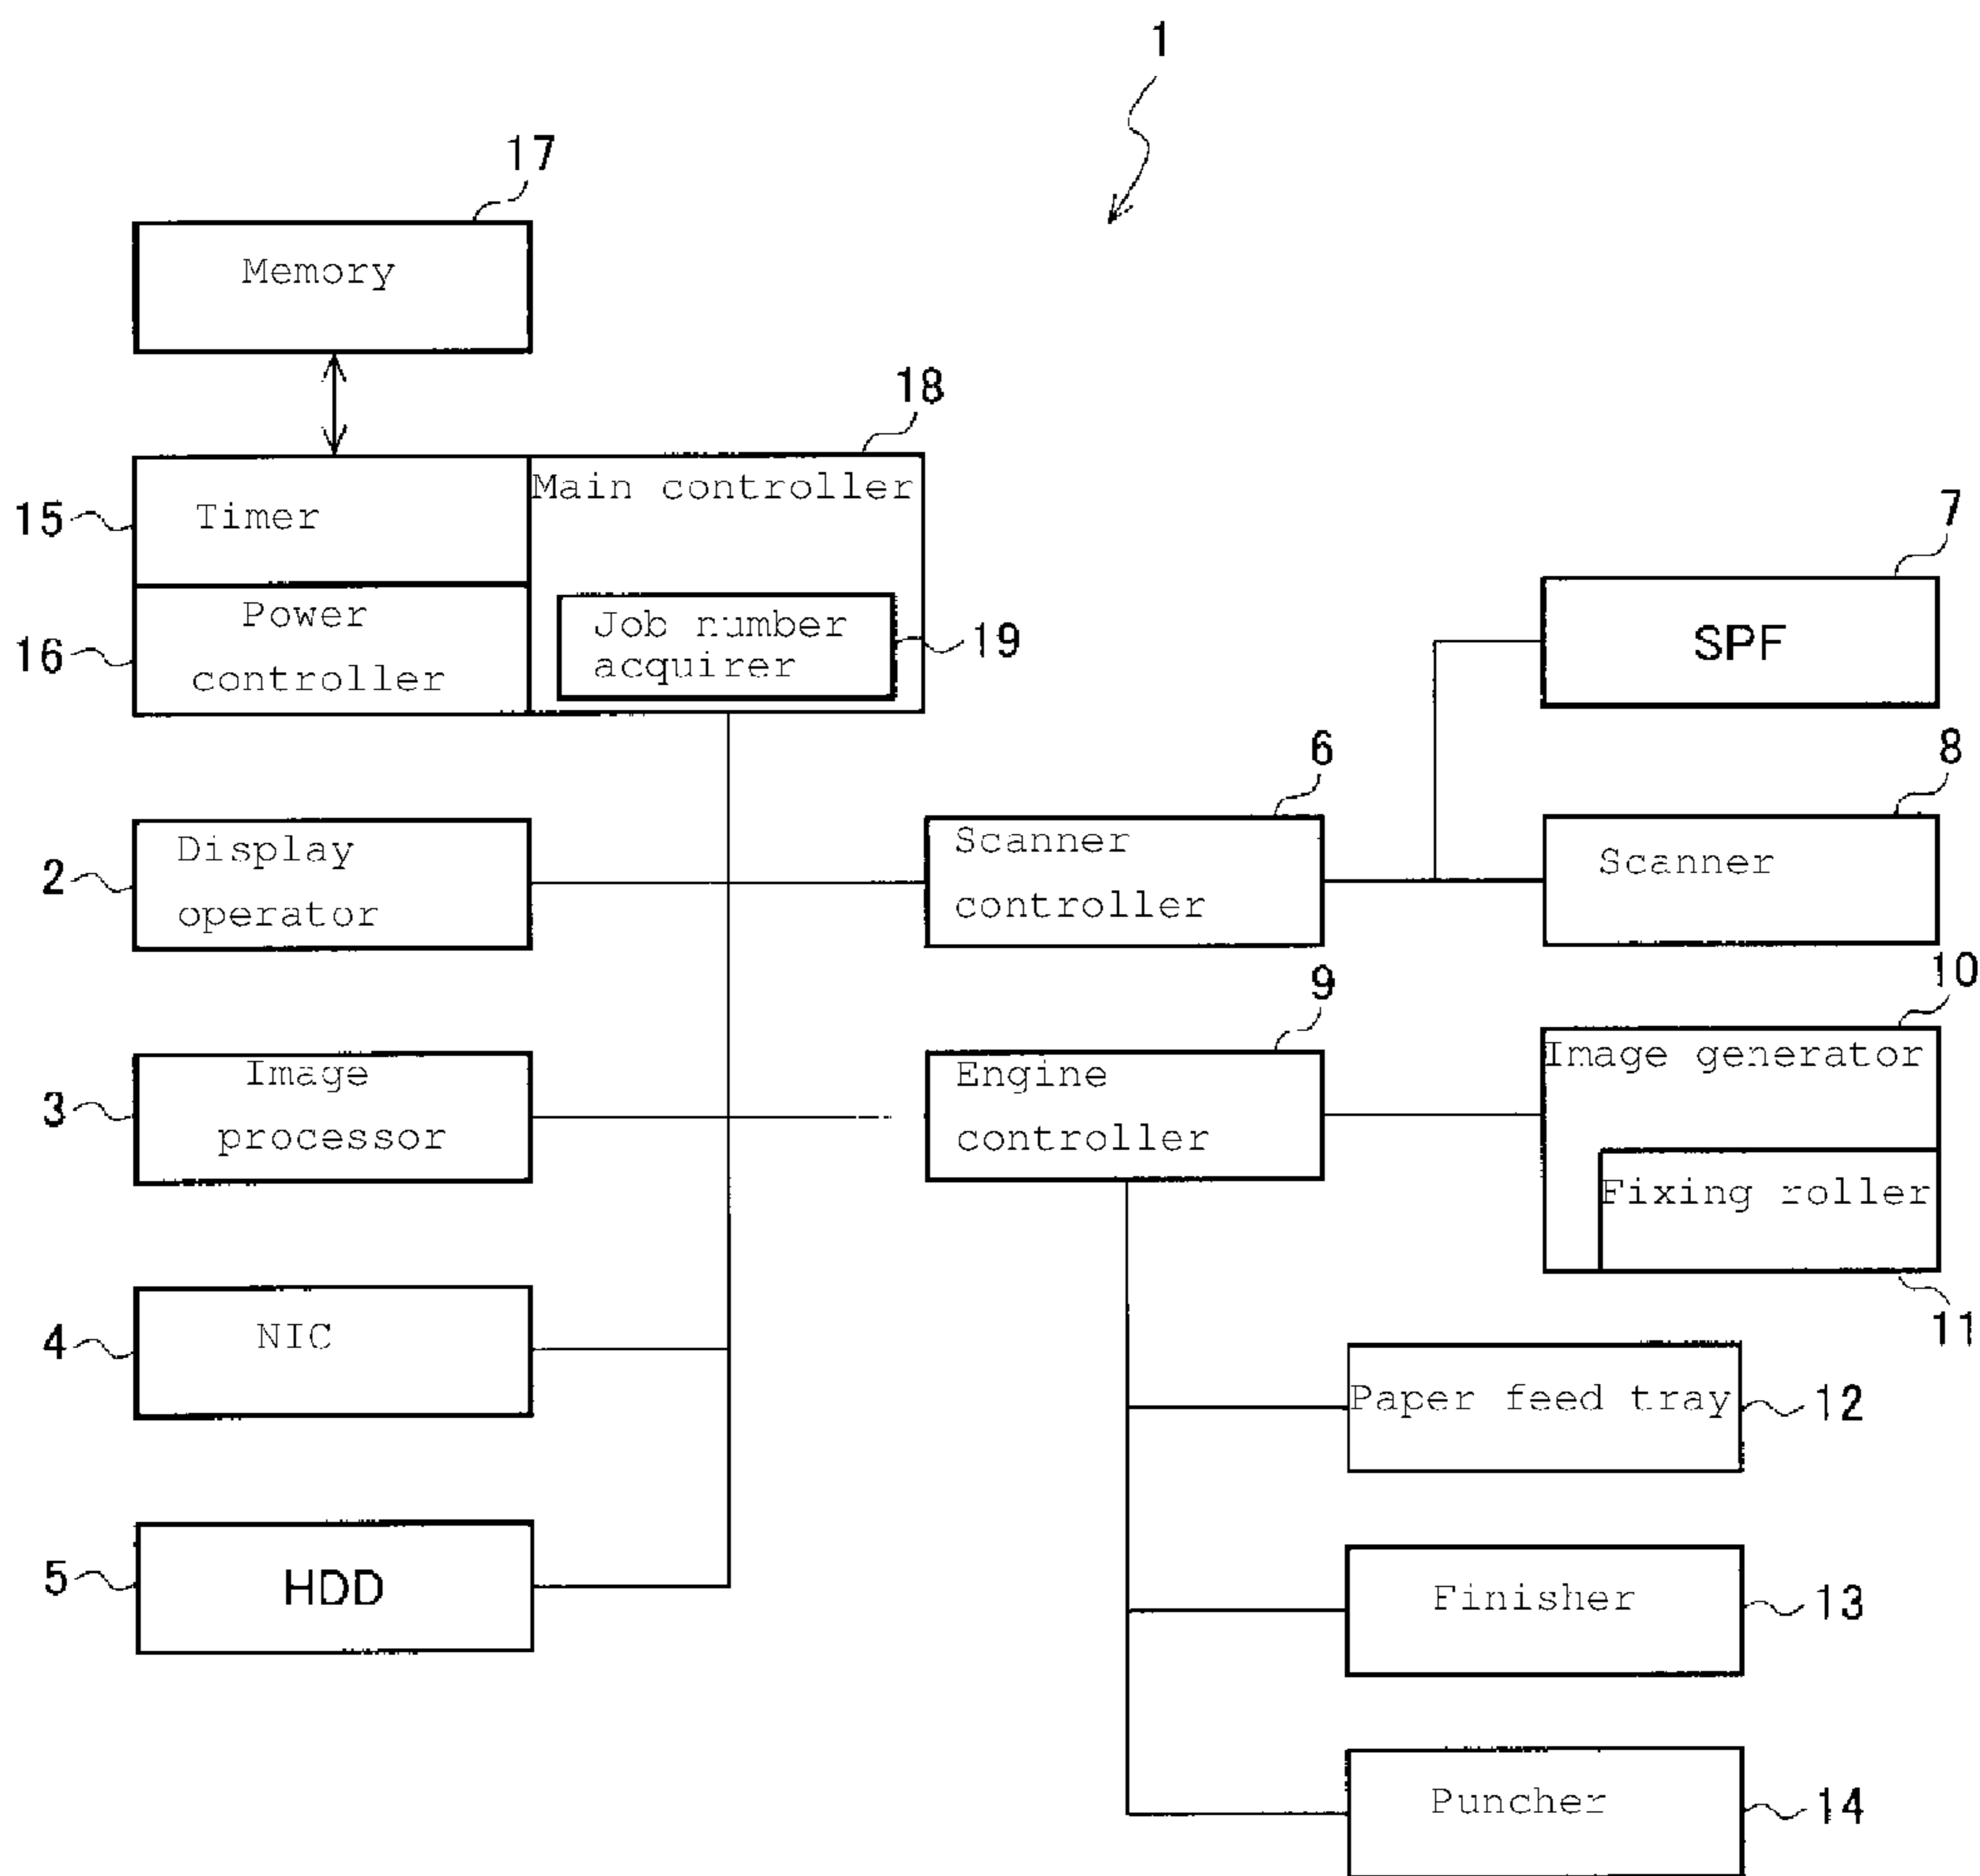 1
17
Memory
18
15
Timer
Main controller
16
Power
controller
Job number
acquirer
19
7
SPF
6
8
2
Display
operator
Scanner
controller
Scanner
9
10
3
Image
processor
Engine
controller
Image generator
Fixing roller
11
4
NIC
Paper feed tray
12
5
HDD
Finisher
13
Puncher
14